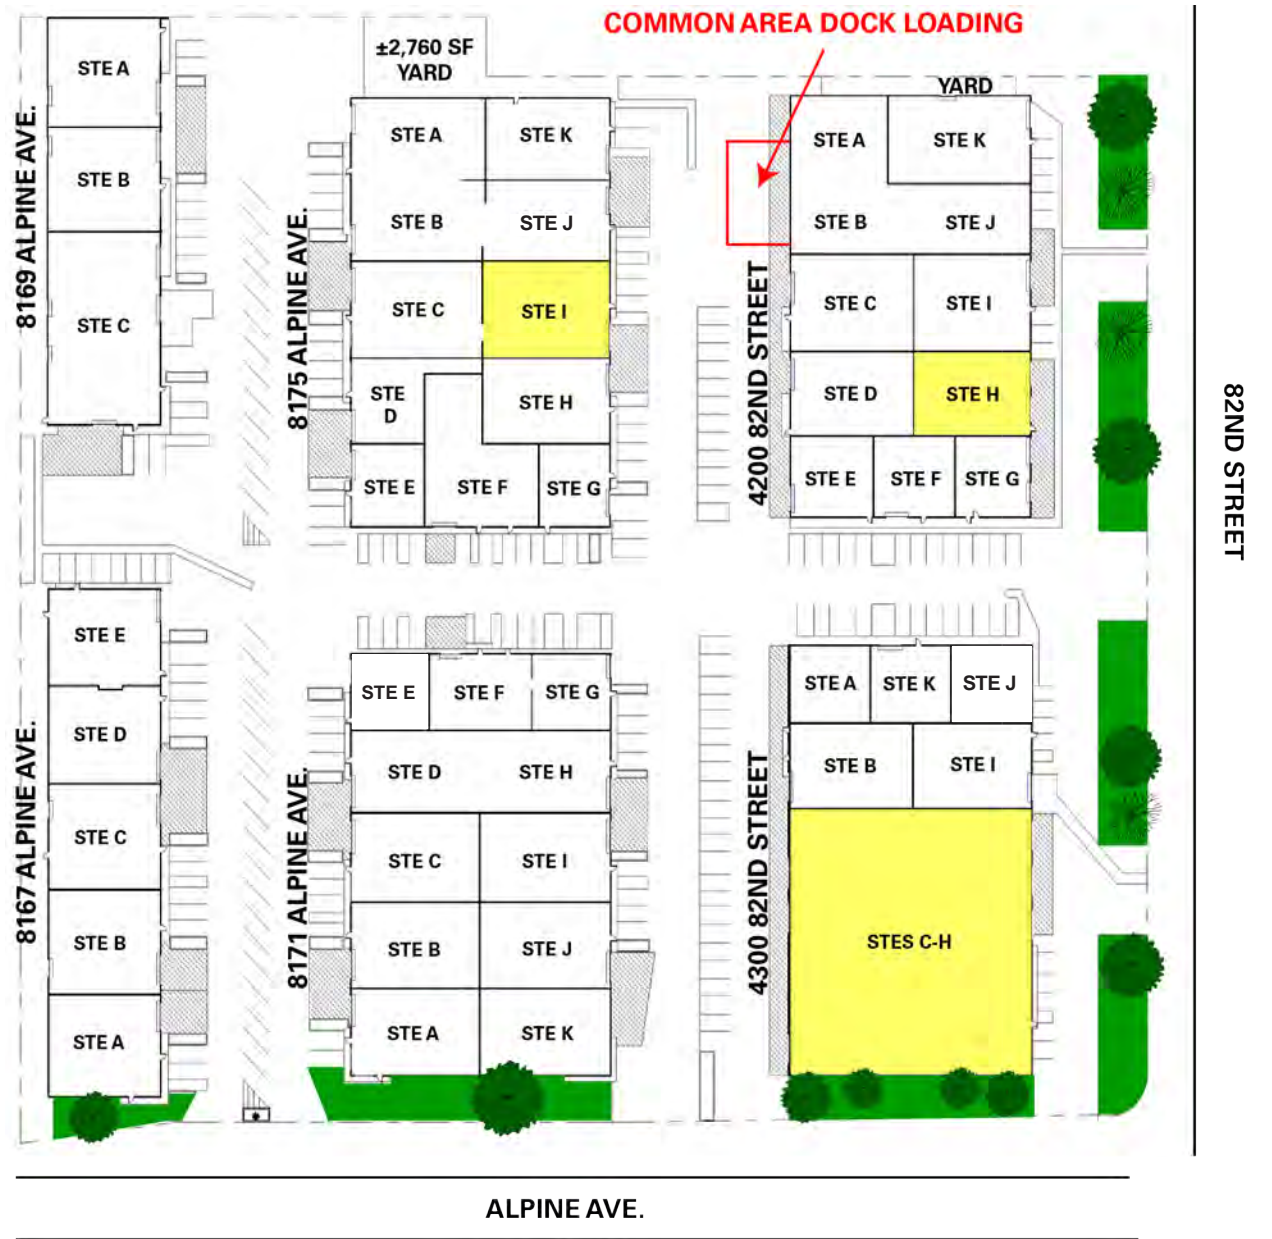 COMMON AREA DOCK LOADING
±2,760 SF
YARD
YARD
8169 ALPINE AVE.
STE A
STE B
STE C
8175 ALPINE AVE.
STE A
STE K
STE B
STE J
STE C
STE I
STE
D
STE H
STE E
STE F
STE G
4200 82ND STREET
STE A
STE K
STE B
STE J
STE C
STE I
STE D
STE H
STE E
STE F
STE G
82ND STREET
8167 ALPINE AVE.
STE E
STE D
STE C
STE B
STE A
8171 ALPINE AVE.
STE E
STE F
STE G
STE D
STE H
STE C
STE I
STE B
STE J
STE A
STE K
4300 82ND STREET
STE A
STE K
STE J
STE B
STE I
STES C-H
ALPINE AVE.